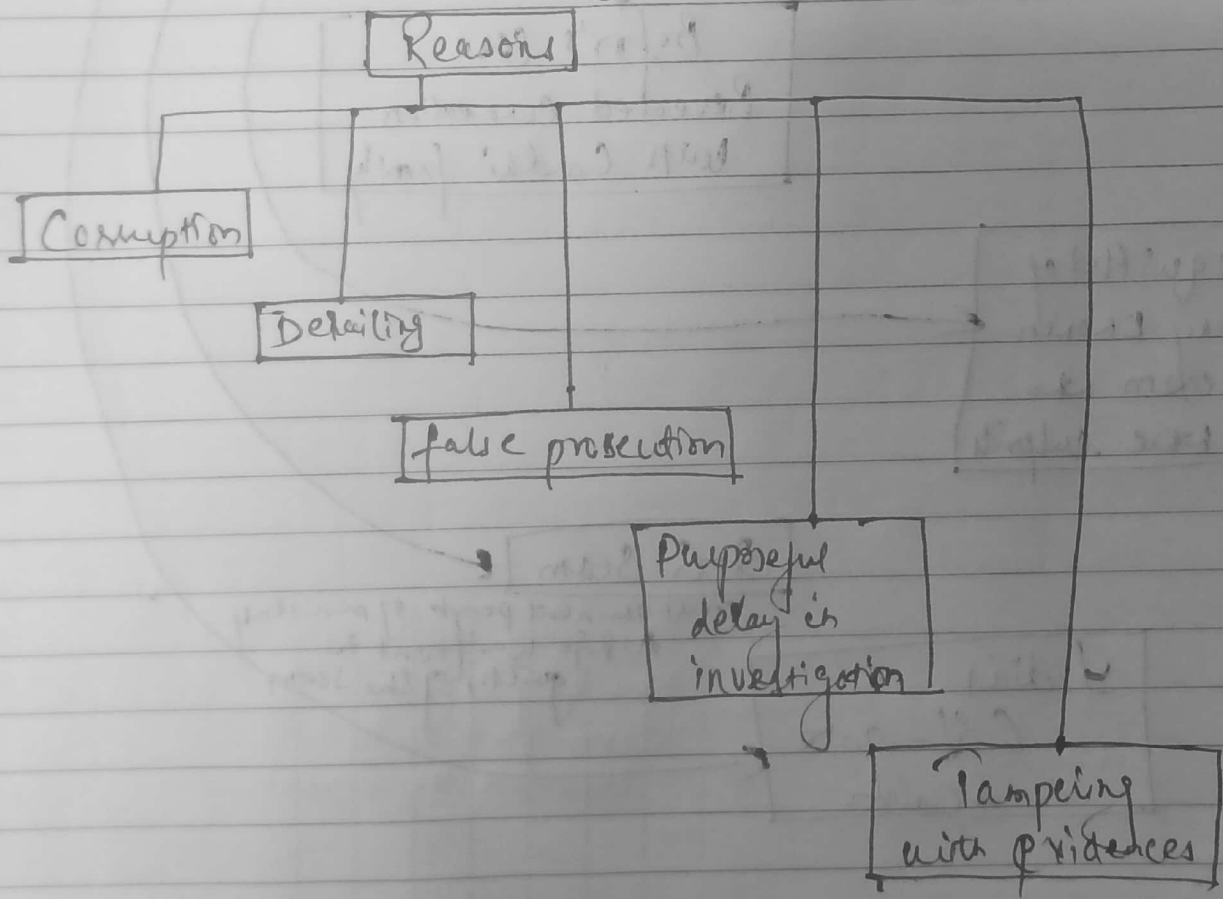 Reasons
Corruption
Derailing
false prosecution
Purposeful
delay in
investigation
Tampering
with evidences